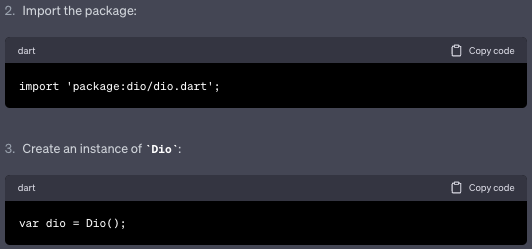 2. Import the package:
dart
Copy code
import 'package:dio/dio.dart';
3. Create an instance of `Dio`:
dart
Copy code
var dio = Dio();